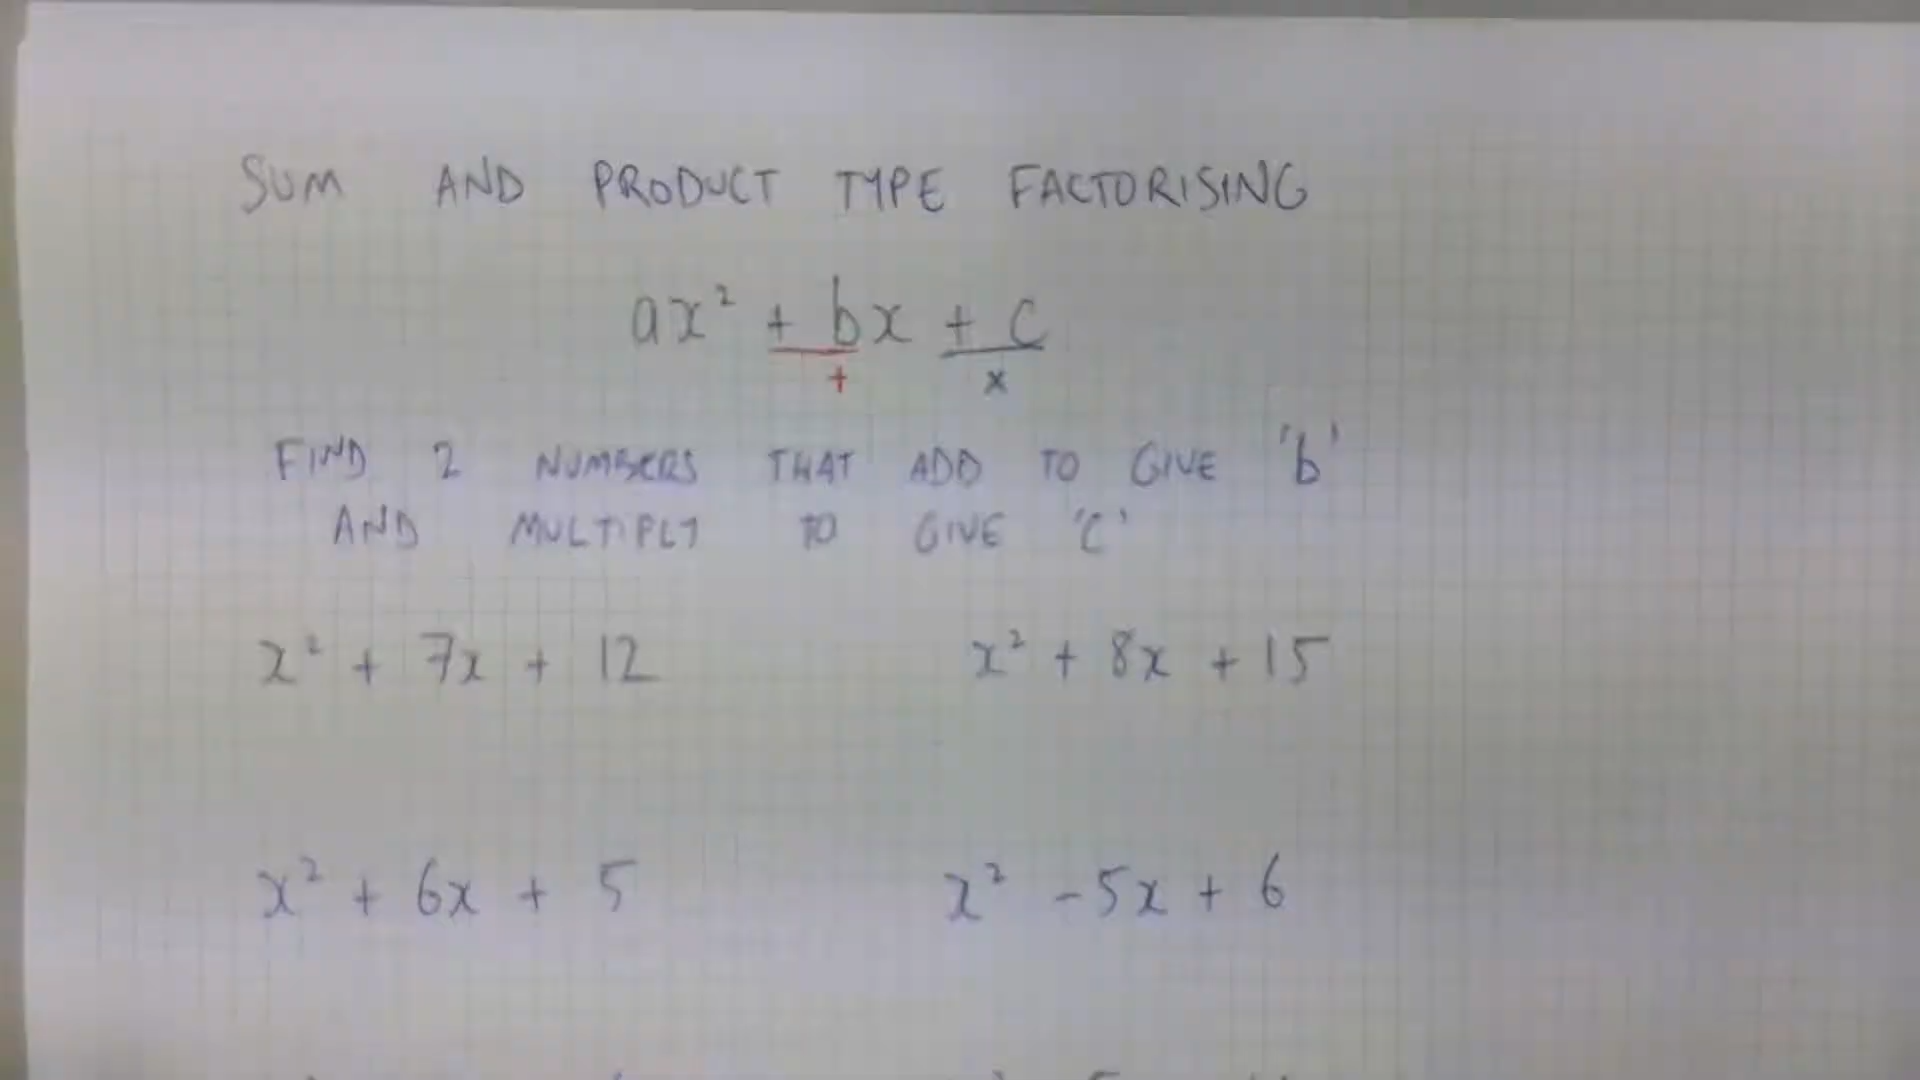 SUM AND PRODUCT TYPE FACTORISING
ax² + bx + c
+ x
FIND 2 NUMBERS THAT ADD TO GIVE 'b'
AND MULTIPLY TO GIVE 'C'
x² + 7x + 12 x² + 8x + 15
x² + 6x + 5 x² - 5x + 6